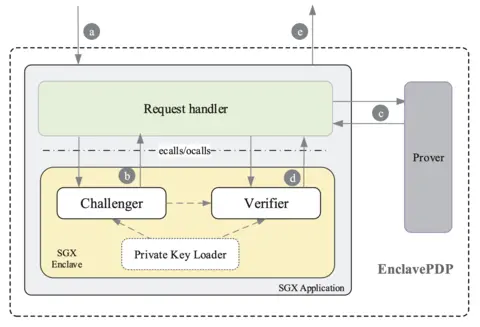 a
e
Request handler
c
ecalls/ocalls
Prover
b
d
Challenger
Verifier
SGX
Enclave
Private Key Loader
EnclavePDP
SGX Application